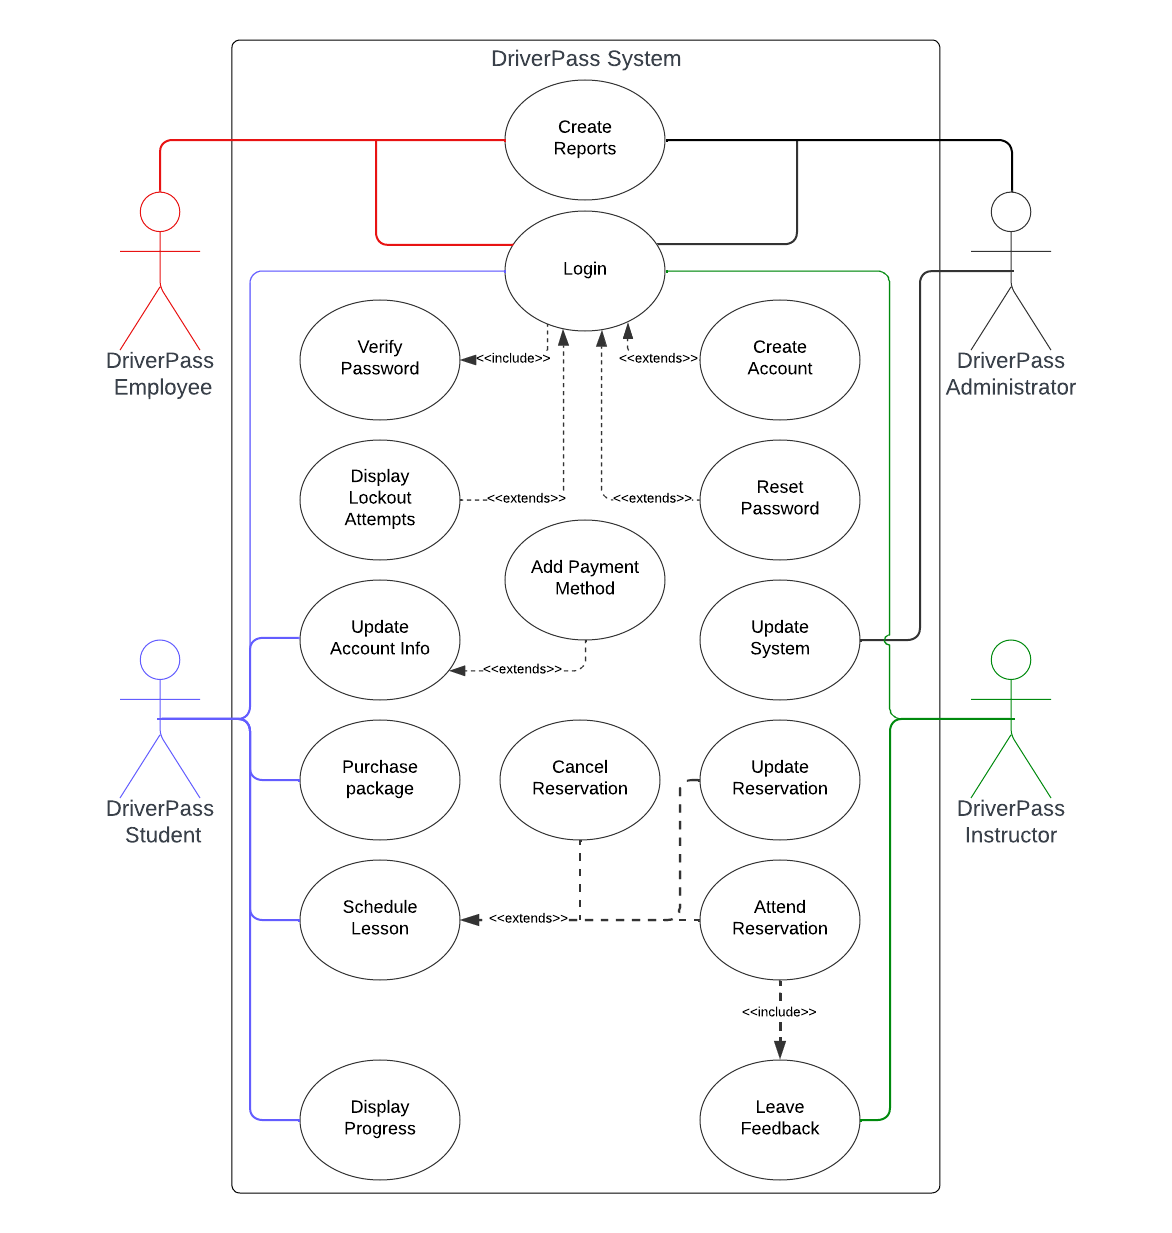 DriverPass System
Create
Reports
Login
DriverPass
Employee
DriverPass
Administrator
Verify
Password
<<include>>
<<extends>>
Create
Account
Display
Lockout
Attempts
<<extends>>
<<extends>>
Reset
Password
Add Payment
Method
Update
Account Info
<<extends>>
Update
System
DriverPass
Student
DriverPass
Instructor
Purchase
package
Cancel
Reservation
Update
Reservation
Schedule
Lesson
<<extends>>
Attend
Reservation
<<include>>
Display
Progress
Leave
Feedback